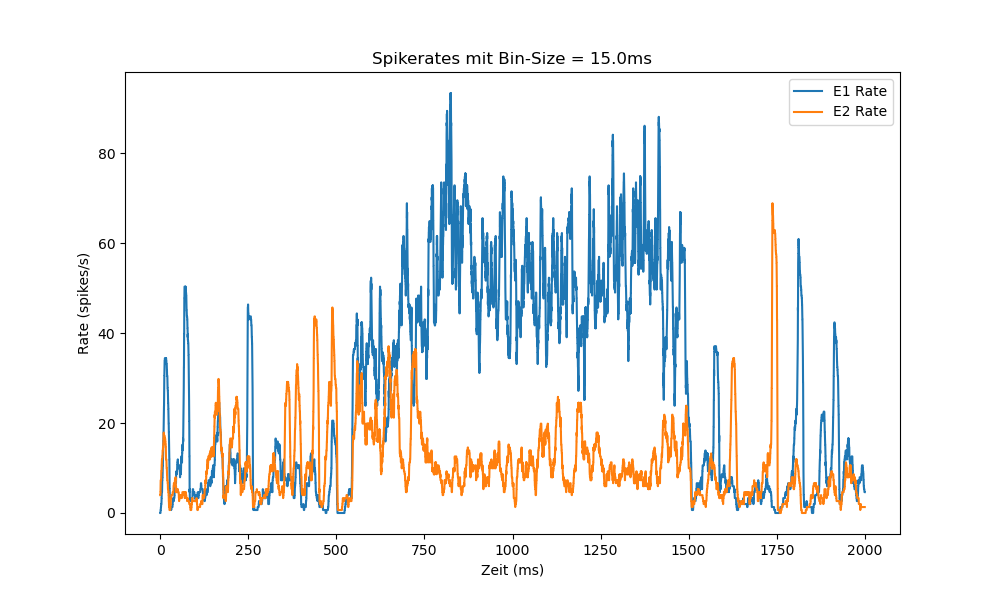 Spikerates mit Bin-Size = 15.0ms
E1 Rate
E2 Rate
Rate (spikes/s)
80
60
40
20
0
0 250 500 750 1000 1250 1500 1750 2000
Zeit (ms)